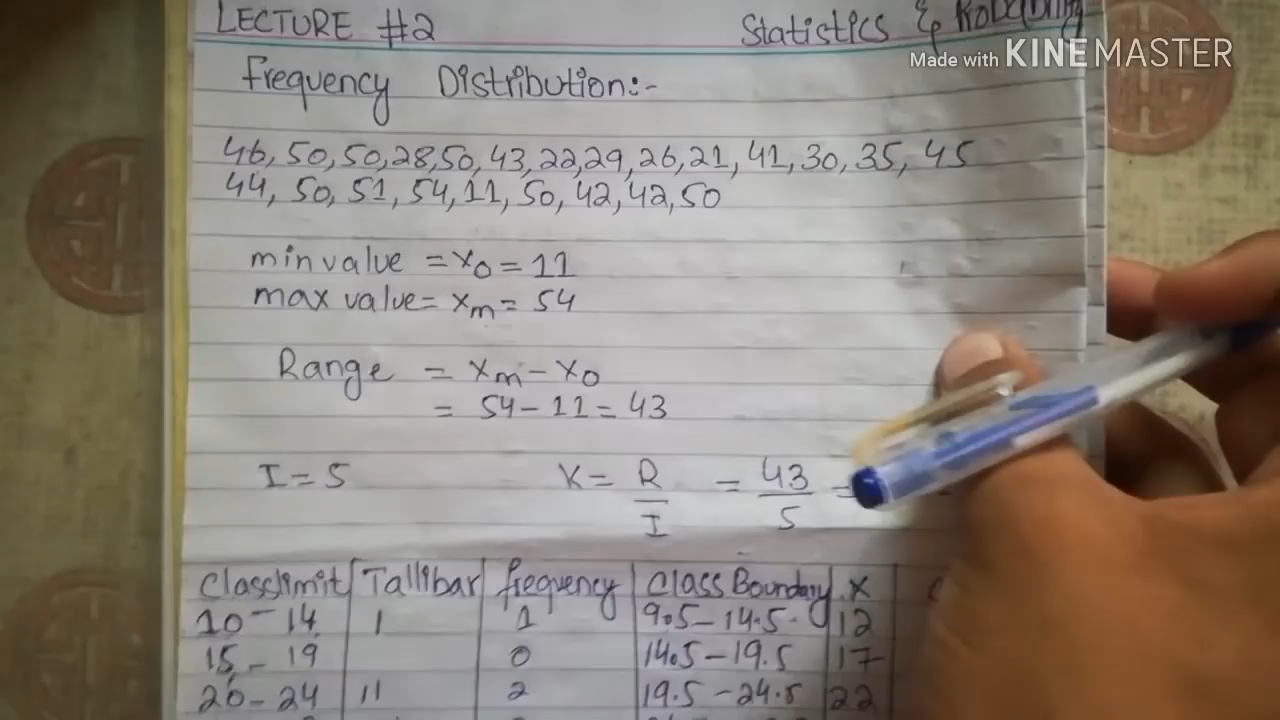 LECTURE #2 Statistics & Probability
Made with KINEMASTER
Frequency Distribution:-
46, 50, 50, 28, 50, 43, 22, 29, 26, 21, 41, 30, 35, 45
44, 50, 51, 54, 11, 50, 42, 42, 50
min value = x0 = 11
max value = xm = 54
Range = xm - x0
= 54 - 11 = 43
I = 5 K = R/I = 43/5 =
Classlimit Tallibar frequency Class Boundary x
10 - 14 | 1 9.5 - 14.5 12
15 - 19 0 14.5 - 19.5 17
20 - 24 || 2 19.5 - 24.5 22